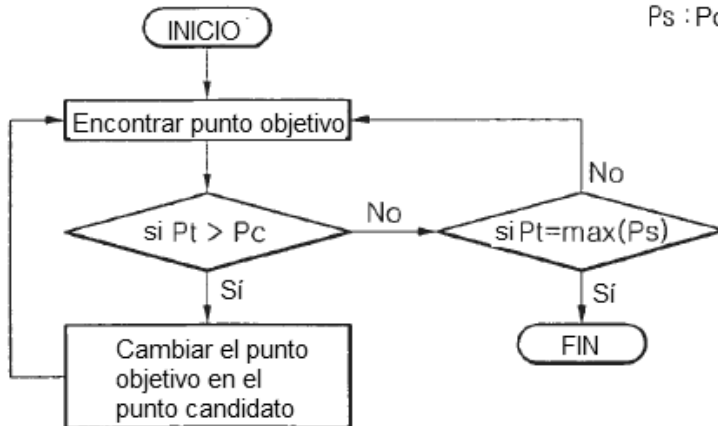 INICIO
Ps :
Encontrar punto objetivo
No
si Pt > Pc
No
si Pt=max(Ps)
Sí
Sí
Cambiar el punto
objetivo en el
punto candidato
FIN